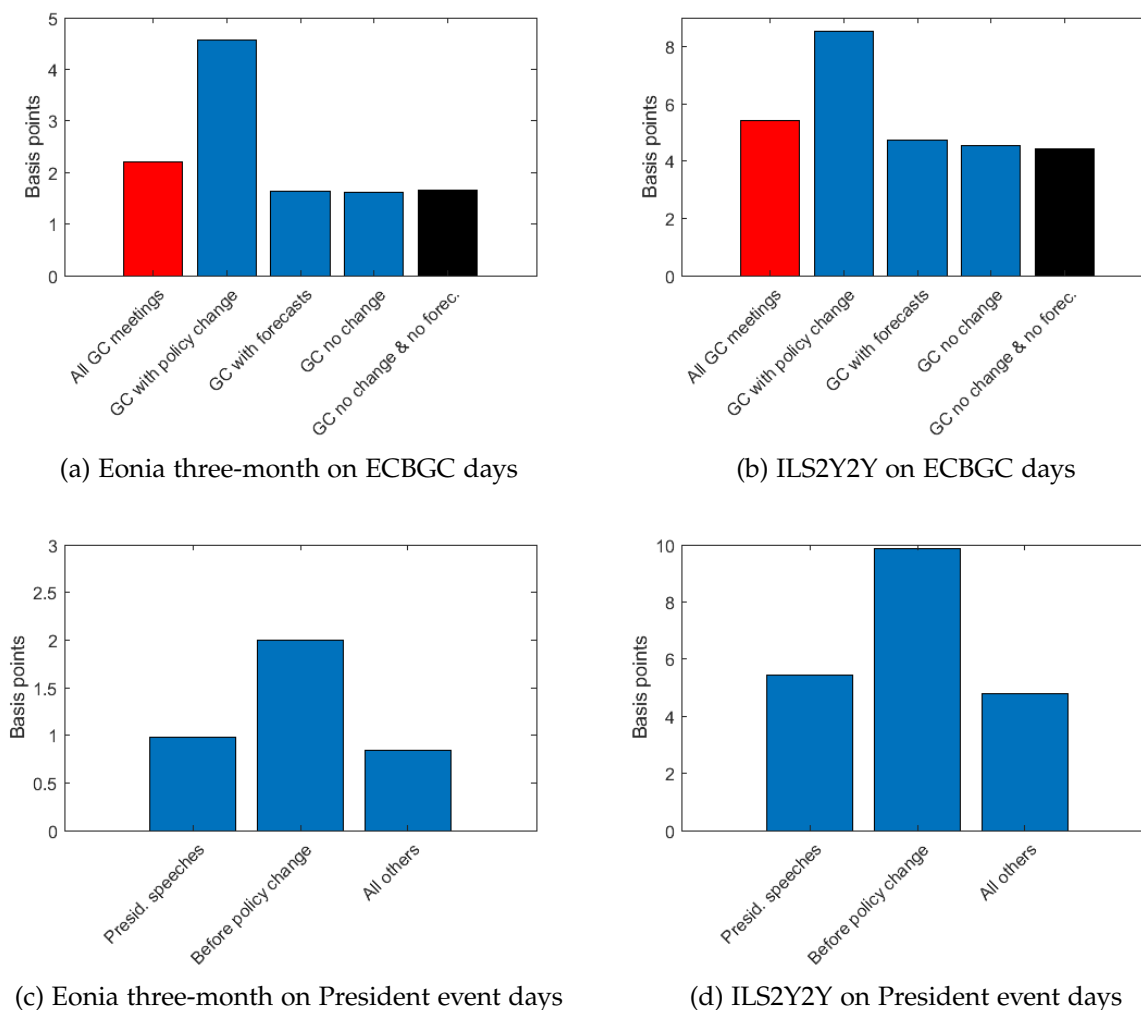 5
4
3
2
1
0
Basis points
All GC meetings
GC with policy change
GC with forecasts
GC no change
GC no change & no forec.
(a) Eonia three-month on ECBGC days
8
6
4
2
0
Basis points
All GC meetings
GC with policy change
GC with forecasts
GC no change
GC no change & no forec.
(b) ILS2Y2Y on ECBGC days
3
2.5
2
1.5
1
0.5
0
Basis points
Presid. speeches
Before policy change
All others
(c) Eonia three-month on President event days
10
8
6
4
2
0
Basis points
Presid. speeches
Before policy change
All others
(d) ILS2Y2Y on President event days